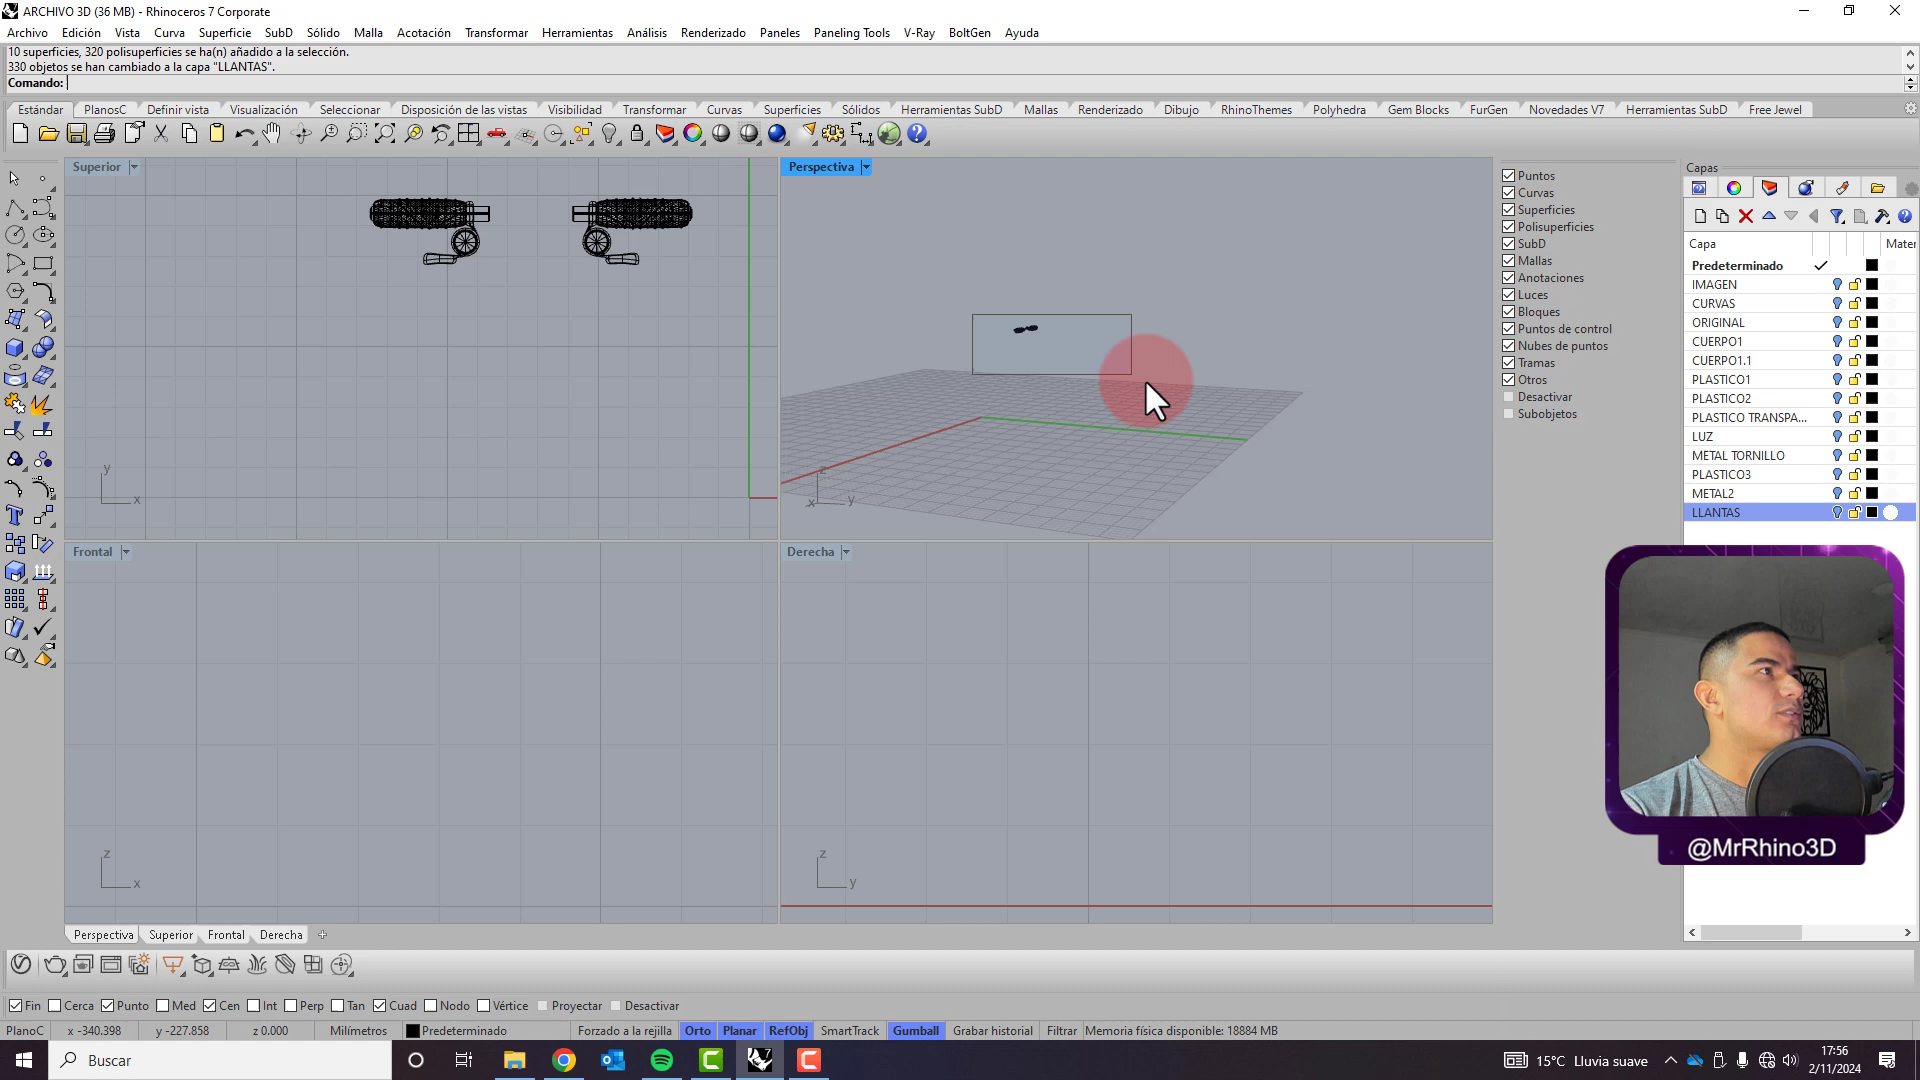 ARCHIVO 3D (36 MB) - Rhinoceros 7 Corporate
Archivo Edición Vista Curva Superficie SubD Sólido Malla Acotación Transformar Herramientas Análisis Renderizado Paneles Paneling Tools V-Ray BoltGen Ayuda
10 superficies, 320 polisuperficies se ha(n) añadido a la selección.
330 objetos se han cambiado a la capa "LLANTAS".
Comando:
Estándar PlanosC Definir vista Visualización Seleccionar Disposición de las vistas Visibilidad Transformar Curvas Superficies Sólidos Herramientas SubD Mallas Renderizado Dibujo RhinoThemes Polyhedra Gem Blocks FurGen Novedades V7 Herramientas SubD Free Jewel
Superior
Perspectiva
Frontal
Derecha
y
x
z
x
y
z
x
z
y
Puntos
Curvas
Superficies
Polisuperficies
SubD
Mallas
Anotaciones
Luces
Bloques
Puntos de control
Nubes de puntos
Tramas
Otros
Desactivar
Subobjetos
Capas
Capa Mater
Predeterminado
IMAGEN
CURVAS
ORIGINAL
CUERPO1
CUERPO1.1
PLASTICO1
PLASTICO2
PLASTICO TRANSPA...
LUZ
METAL TORNILLO
PLASTICO3
METAL2
LLANTAS
@MrRhino3D
Perspectiva Superior Frontal Derecha
Fin Cerca Punto Med Cen Int Perp Tan Cuad Nodo Vértice Proyectar Desactivar
PlanoC x -340.398 y -227.858 z 0.000 Milímetros Predeterminado Forzado a la rejilla Orto Planar RefObj SmartTrack Gumball Grabar historial Filtrar Memoria física disponible: 18884 MB
Buscar
15°C Lluvia suave
17:56
2/11/2024